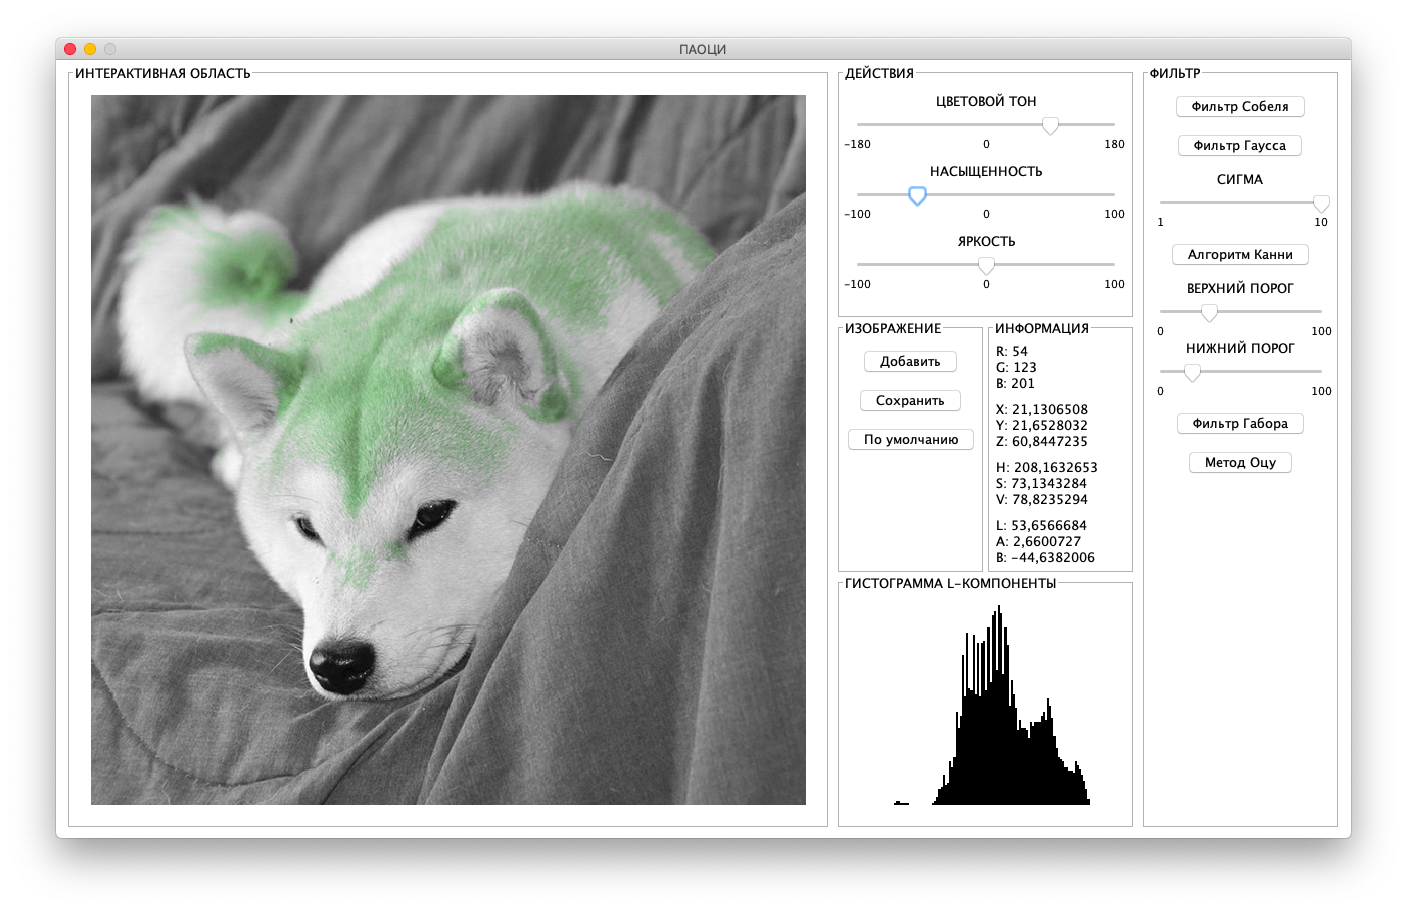 ПАОЦИ
ИНТЕРАКТИВНАЯ ОБЛАСТЬ
ДЕЙСТВИЯ
ЦВЕТОВОЙ ТОН
-180 0 180
НАСЫЩЕННОСТЬ
-100 0 100
ЯРКОСТЬ
-100 0 100
ИЗОБРАЖЕНИЕ
Добавить
Сохранить
По умолчанию
ИНФОРМАЦИЯ
R: 54
G: 123
B: 201
X: 21,1306508
Y: 21,6528032
Z: 60,8447235
H: 208,1632653
S: 73,1343284
V: 78,8235294
L: 53,6566684
A: 2,6600727
B: -44,6382006
ГИСТОГРАММА L-КОМПОНЕНТЫ
ФИЛЬТР
Фильтр Собеля
Фильтр Гаусса
СИГМА
1 10
Алгоритм Канни
ВЕРХНИЙ ПОРОГ
0 100
НИЖНИЙ ПОРОГ
0 100
Фильтр Габора
Метод Оцу